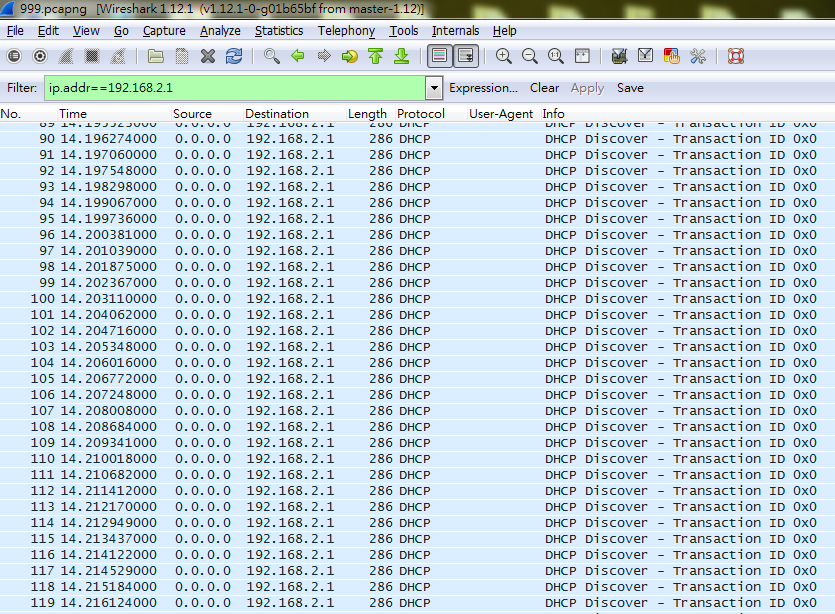 999.pcapng [Wireshark 1.12.1 (v1.12.1-0-g01b65bf from master-1.12)]
File Edit View Go Capture Analyze Statistics Telephony Tools Internals Help
Filter: ip.addr==192.168.2.1 Expression... Clear Apply Save
No. Time Source Destination Length Protocol User-Agent Info
89 14.195525000 0.0.0.0 192.168.2.1 286 DHCP DHCP Discover - Transaction ID 0x0
90 14.196274000 0.0.0.0 192.168.2.1 286 DHCP DHCP Discover - Transaction ID 0x0
91 14.197060000 0.0.0.0 192.168.2.1 286 DHCP DHCP Discover - Transaction ID 0x0
92 14.197548000 0.0.0.0 192.168.2.1 286 DHCP DHCP Discover - Transaction ID 0x0
93 14.198298000 0.0.0.0 192.168.2.1 286 DHCP DHCP Discover - Transaction ID 0x0
94 14.199067000 0.0.0.0 192.168.2.1 286 DHCP DHCP Discover - Transaction ID 0x0
95 14.199736000 0.0.0.0 192.168.2.1 286 DHCP DHCP Discover - Transaction ID 0x0
96 14.200381000 0.0.0.0 192.168.2.1 286 DHCP DHCP Discover - Transaction ID 0x0
97 14.201039000 0.0.0.0 192.168.2.1 286 DHCP DHCP Discover - Transaction ID 0x0
98 14.201875000 0.0.0.0 192.168.2.1 286 DHCP DHCP Discover - Transaction ID 0x0
99 14.202367000 0.0.0.0 192.168.2.1 286 DHCP DHCP Discover - Transaction ID 0x0
100 14.203110000 0.0.0.0 192.168.2.1 286 DHCP DHCP Discover - Transaction ID 0x0
101 14.204062000 0.0.0.0 192.168.2.1 286 DHCP DHCP Discover - Transaction ID 0x0
102 14.204716000 0.0.0.0 192.168.2.1 286 DHCP DHCP Discover - Transaction ID 0x0
103 14.205348000 0.0.0.0 192.168.2.1 286 DHCP DHCP Discover - Transaction ID 0x0
104 14.206016000 0.0.0.0 192.168.2.1 286 DHCP DHCP Discover - Transaction ID 0x0
105 14.206772000 0.0.0.0 192.168.2.1 286 DHCP DHCP Discover - Transaction ID 0x0
106 14.207248000 0.0.0.0 192.168.2.1 286 DHCP DHCP Discover - Transaction ID 0x0
107 14.208008000 0.0.0.0 192.168.2.1 286 DHCP DHCP Discover - Transaction ID 0x0
108 14.208684000 0.0.0.0 192.168.2.1 286 DHCP DHCP Discover - Transaction ID 0x0
109 14.209341000 0.0.0.0 192.168.2.1 286 DHCP DHCP Discover - Transaction ID 0x0
110 14.210018000 0.0.0.0 192.168.2.1 286 DHCP DHCP Discover - Transaction ID 0x0
111 14.210682000 0.0.0.0 192.168.2.1 286 DHCP DHCP Discover - Transaction ID 0x0
112 14.211412000 0.0.0.0 192.168.2.1 286 DHCP DHCP Discover - Transaction ID 0x0
113 14.212170000 0.0.0.0 192.168.2.1 286 DHCP DHCP Discover - Transaction ID 0x0
114 14.212949000 0.0.0.0 192.168.2.1 286 DHCP DHCP Discover - Transaction ID 0x0
115 14.213437000 0.0.0.0 192.168.2.1 286 DHCP DHCP Discover - Transaction ID 0x0
116 14.214122000 0.0.0.0 192.168.2.1 286 DHCP DHCP Discover - Transaction ID 0x0
117 14.214529000 0.0.0.0 192.168.2.1 286 DHCP DHCP Discover - Transaction ID 0x0
118 14.215184000 0.0.0.0 192.168.2.1 286 DHCP DHCP Discover - Transaction ID 0x0
119 14.216124000 0.0.0.0 192.168.2.1 286 DHCP DHCP Discover - Transaction ID 0x0